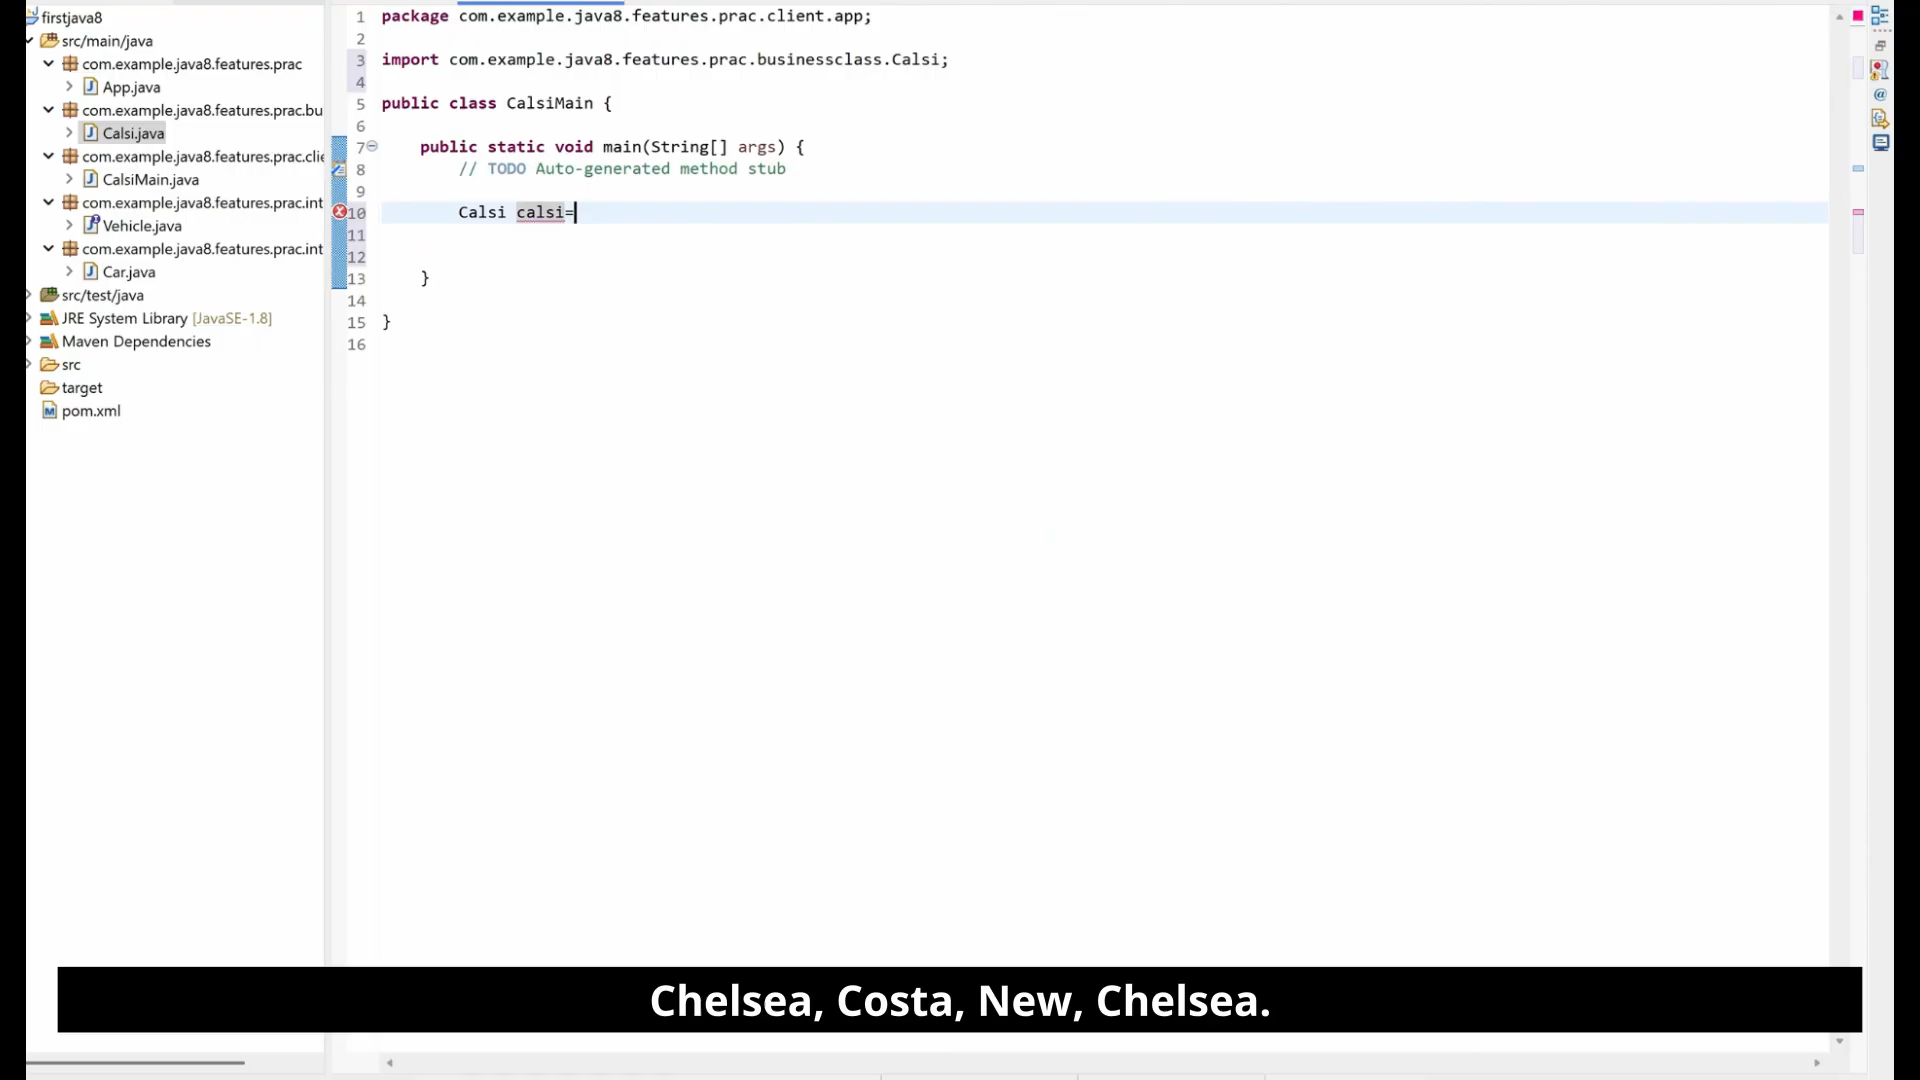 firstjava8
src/main/java
com.example.java8.features.prac
App.java
com.example.java8.features.prac.bu
Calsi.java
com.example.java8.features.prac.clie
CalsiMain.java
com.example.java8.features.prac.int
Vehicle.java
com.example.java8.features.prac.int
Car.java
src/test/java
JRE System Library [JavaSE-1.8]
Maven Dependencies
src
target
pom.xml
1 package com.example.java8.features.prac.client.app;
2
3 import com.example.java8.features.prac.businessclass.Calsi;
4
5 public class CalsiMain {
6
7 public static void main(String[] args) {
8 // TODO Auto-generated method stub
9
10 Calsi calsi=
11
12
13 }
14
15 }
16
Chelsea, Costa, New, Chelsea.